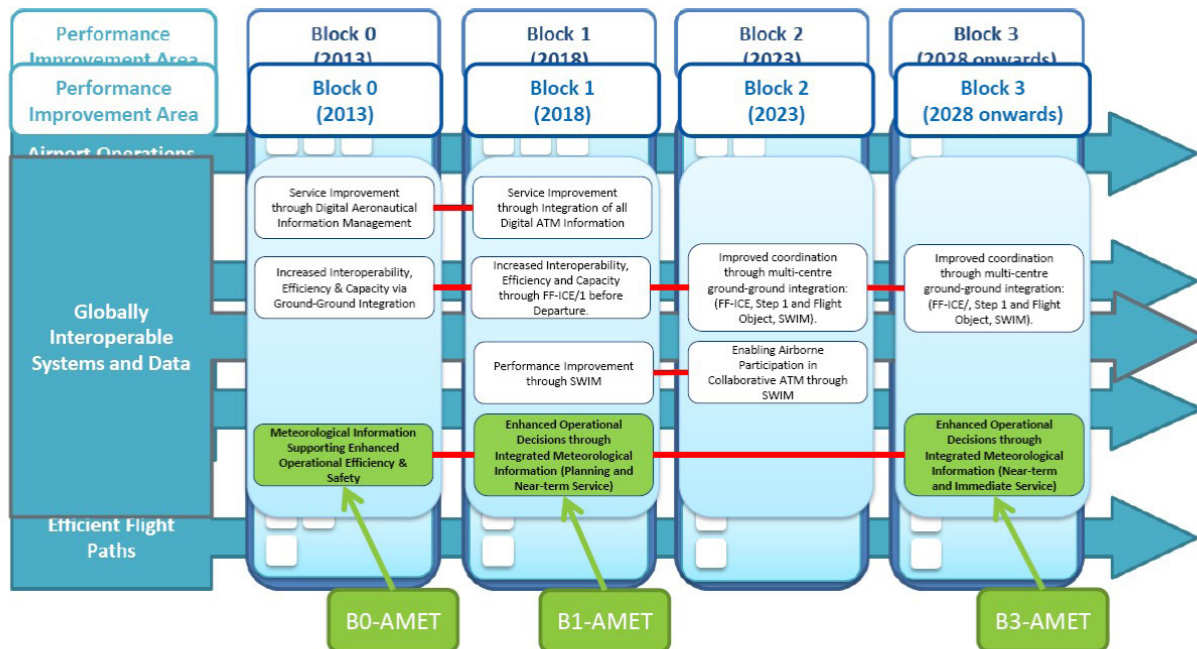 Performance
Improvement Area
Block 0
(2013)
Block 1
(2018)
Block 2
(2023)
Block 3
(2028 onwards)
Performance
Improvement Area
Block 0
(2013)
Block 1
(2018)
Block 2
(2023)
Block 3
(2028 onwards)
Airport Operations
Globally
Interoperable
Systems and Data
Service Improvement
through Digital Aeronautical
Information Management
Service Improvement
through Integration of all
Digital ATM Information
Increased Interoperability,
Efficiency & Capacity via
Ground-Ground Integration
Increased Interoperability,
Efficiency and Capacity
through FF-ICE/1 before
Departure.
Improved coordination
through multi-centre
ground-ground integration:
(FF-ICE, Step 1 and Flight
Object, SWIM).
Improved coordination
through multi-centre
ground-ground integration:
(FF-ICE/, Step 1 and Flight
Object, SWIM).
Performance Improvement
through SWIM
Enabling Airborne
Participation in
Collaborative ATM through
SWIM
Meteorological Information
Supporting Enhanced
Operational Efficiency &
Safety
Enhanced Operational
Decisions through
Integrated Meteorological
Information (Planning and
Near-term Service)
Enhanced Operational
Decisions through
Integrated Meteorological
Information (Near-term
and Immediate Service)
Efficient Flight
Paths
B0-AMET
B1-AMET
B3-AMET